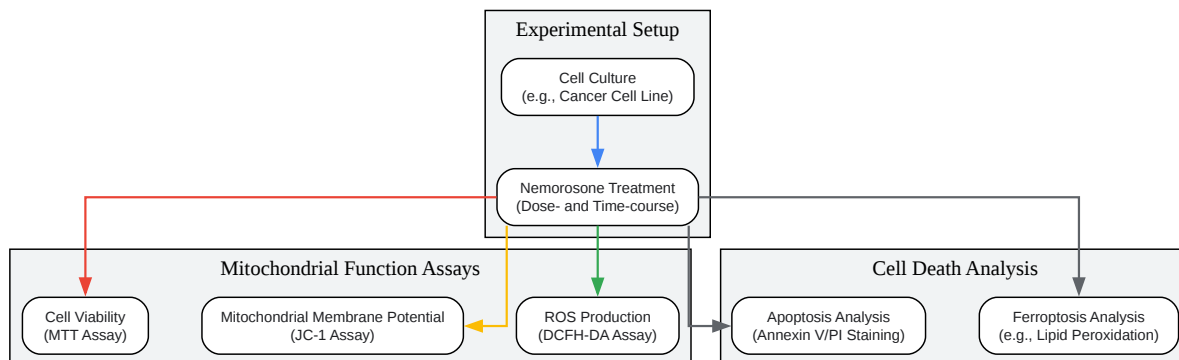 Experimental Setup
Cell Culture
(e.g., Cancer Cell Line)
Nemorosone Treatment
(Dose- and Time-course)
Mitochondrial Function Assays
Cell Viability
(MTT Assay)
Mitochondrial Membrane Potential
(JC-1 Assay)
ROS Production
(DCFH-DA Assay)
Cell Death Analysis
Apoptosis Analysis
(Annexin V/PI Staining)
Ferroptosis Analysis
(e.g., Lipid Peroxidation)